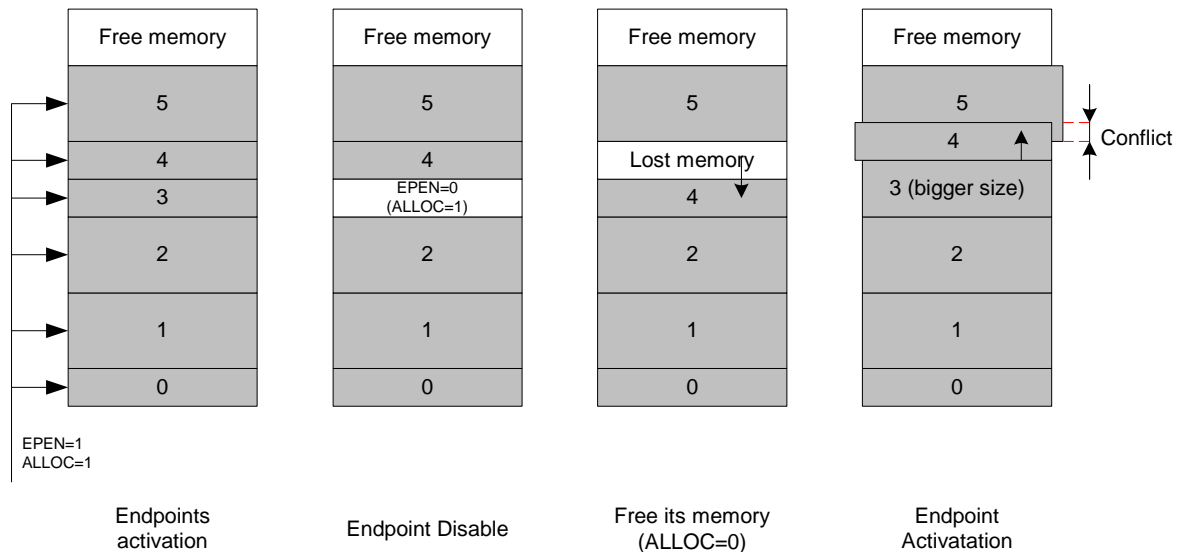 Free memory
5
4
3
2
1
0
EPEN=1
ALLOC=1
Endpoints
activation
Free memory
5
4
EPEN=0
(ALLOC=1)
2
1
0
Endpoint Disable
Free memory
5
Lost memory
4
2
1
0
Free its memory
(ALLOC=0)
Free memory
5
4
Conflict
3 (bigger size)
2
1
0
Endpoint
Activatation